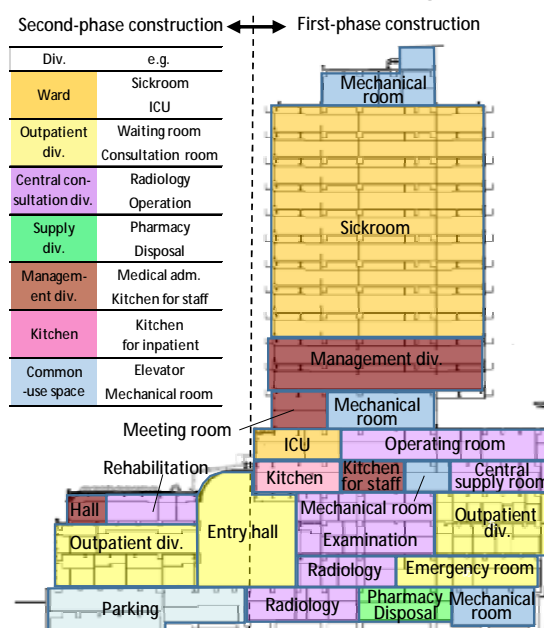 Second-phase construction
First-phase construction
Div.
e.g.
Ward
Sickroom
ICU
Outpatient
div.
Waiting room
Consultation room
Central con-
sultation div.
Radiology
Operation
Supply
div.
Pharmacy
Disposal
Managem-
ent div.
Medical adm.
Kitchen for staff
Kitchen
Kitchen
for inpatient
Common
-use space
Elevator
Mechanical room
Mechanical
room
Sickroom
Management div.
Meeting room
Mechanical
room
ICU
Operating room
Rehabilitation
Kitchen
Kitchen
for staff
Central
supply room
Hall
Mechanical room
Outpatient
div.
Outpatient div.
Entry hall
Examination
Radiology
Emergency room
Parking
Radiology
Pharmacy
Disposal
Mechanical
room